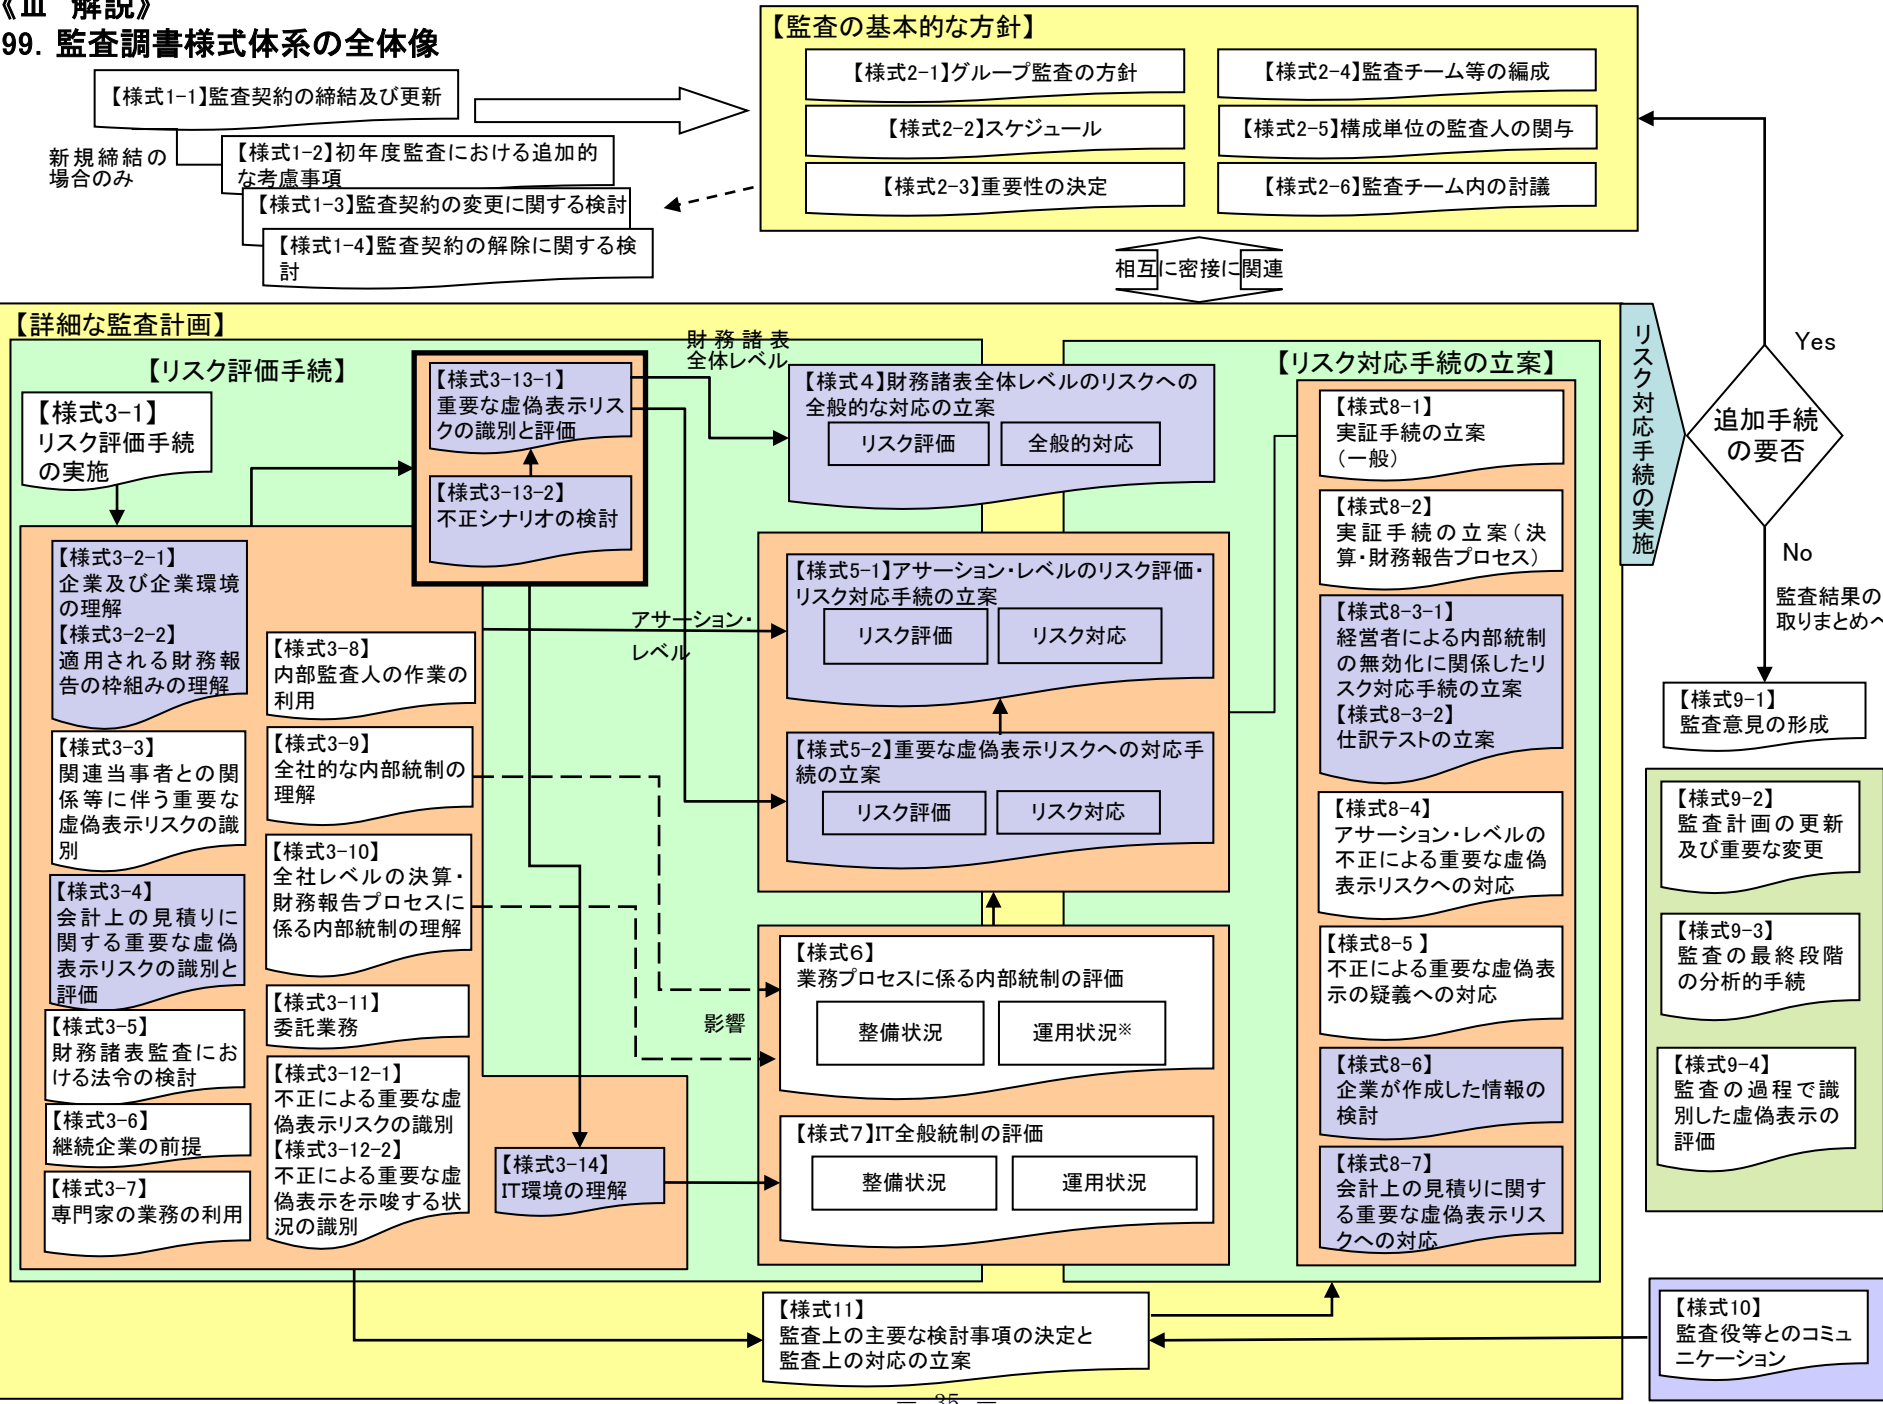 《Ⅲ 解説》
99. 監査調書様式体系の全体像
【様式1-1】監査契約の締結及び更新
新規締結の
場合のみ
【様式1-2】初年度監査における追加的
な考慮事項
【様式1-3】監査契約の変更に関する検討
【様式1-4】監査契約の解除に関する検
討
【監査の基本的な方針】
【様式2-1】グループ監査の方針
【様式2-2】スケジュール
【様式2-3】重要性の決定
【様式2-4】監査チーム等の編成
【様式2-5】構成単位の監査人の関与
【様式2-6】監査チーム内の討議
相互に密接に関連
【詳細な監査計画】
【リスク評価手続】
【様式3-1】
リスク評価手続
の実施
【様式3-13-1】
重要な虚偽表示リス
クの識別と評価
【様式3-13-2】
不正シナリオの検討
【様式3-2-1】
企業及び企業環境
の理解
【様式3-2-2】
適用される財務報
告の枠組みの理解
【様式3-3】
関連当事者との関
係等に伴う重要な
虚偽表示リスクの識
別
【様式3-4】
会計上の見積りに
関する重要な虚偽
表示リスクの識別と
評価
【様式3-5】
財務諸表監査にお
ける法令の検討
【様式3-6】
継続企業の前提
【様式3-7】
専門家の業務の利用
【様式3-8】
内部監査人の作業の
利用
【様式3-9】
全社的な内部統制の
理解
【様式3-10】
全社レベルの決算・
財務報告プロセスに
係る内部統制の理解
【様式3-11】
委託業務
【様式3-12-1】
不正による重要な虚
偽表示リスクの識別
【様式3-12-2】
不正による重要な虚
偽表示を示唆する状
況の識別
【様式3-14】
IT環境の理解
財務諸表
全体レベル
アサーション・
レベル
影響
【様式4】財務諸表全体レベルのリスクへの
全般的な対応の立案
リスク評価
全般的対応
【様式5-1】アサーション・レベルのリスク評価・
リスク対応手続の立案
リスク評価
リスク対応
【様式5-2】重要な虚偽表示リスクへの対応手
続の立案
リスク評価
リスク対応
【様式6】
業務プロセスに係る内部統制の評価
整備状況
運用状況※
【様式7】IT全般統制の評価
整備状況
運用状況
【リスク対応手続の立案】
【様式8-1】
実証手続の立案
（一般）
【様式8-2】
実証手続の立案（決
算・財務報告プロセス）
【様式8-3-1】
経営者による内部統制
の無効化に関係したリ
スク対応手続の立案
【様式8-3-2】
仕訳テストの立案
【様式8-4】
アサーション・レベルの
不正による重要な虚偽
表示リスクへの対応
【様式8-5 】
不正による重要な虚偽表
示の疑義への対応
【様式8-6】
企業が作成した情報の
検討
【様式8-7】
会計上の見積りに関す
る重要な虚偽表示リス
クへの対応
リスク対応手続の実施
追加手続
の要否
Yes
No
監査結果の
取りまとめへ
【様式9-1】
監査意見の形成
【様式9-2】
監査計画の更新
及び重要な変更
【様式9-3】
監査の最終段階
の分析的手続
【様式9-4】
監査の過程で識
別した虚偽表示の
評価
【様式10】
監査役等とのコミュ
ニケーション
【様式11】
監査上の主要な検討事項の決定と
監査上の対応の立案
― 35 ―